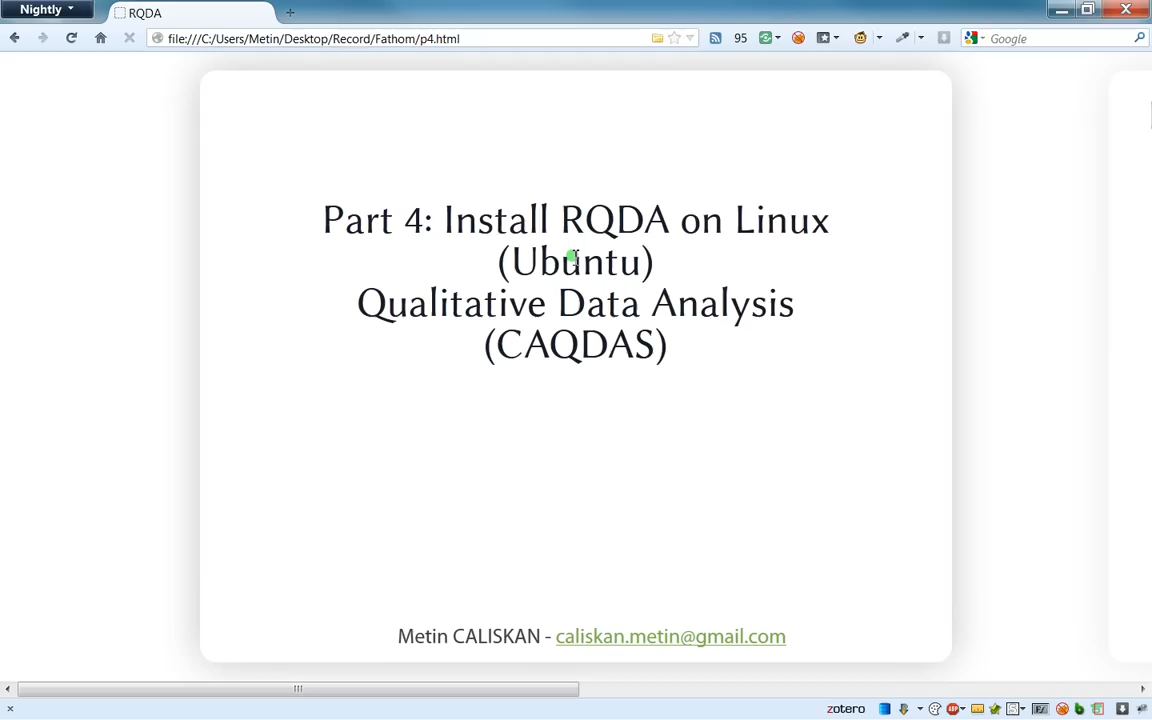 Nightly
RQDA
file:///C:/Users/Metin/Desktop/Record/Fathom/p4.html
95
Google
Part 4: Install RQDA on Linux
(Ubuntu)
Qualitative Data Analysis
(CAQDAS)
Metin CALISKAN - caliskan.metin@gmail.com
zotero
ABP